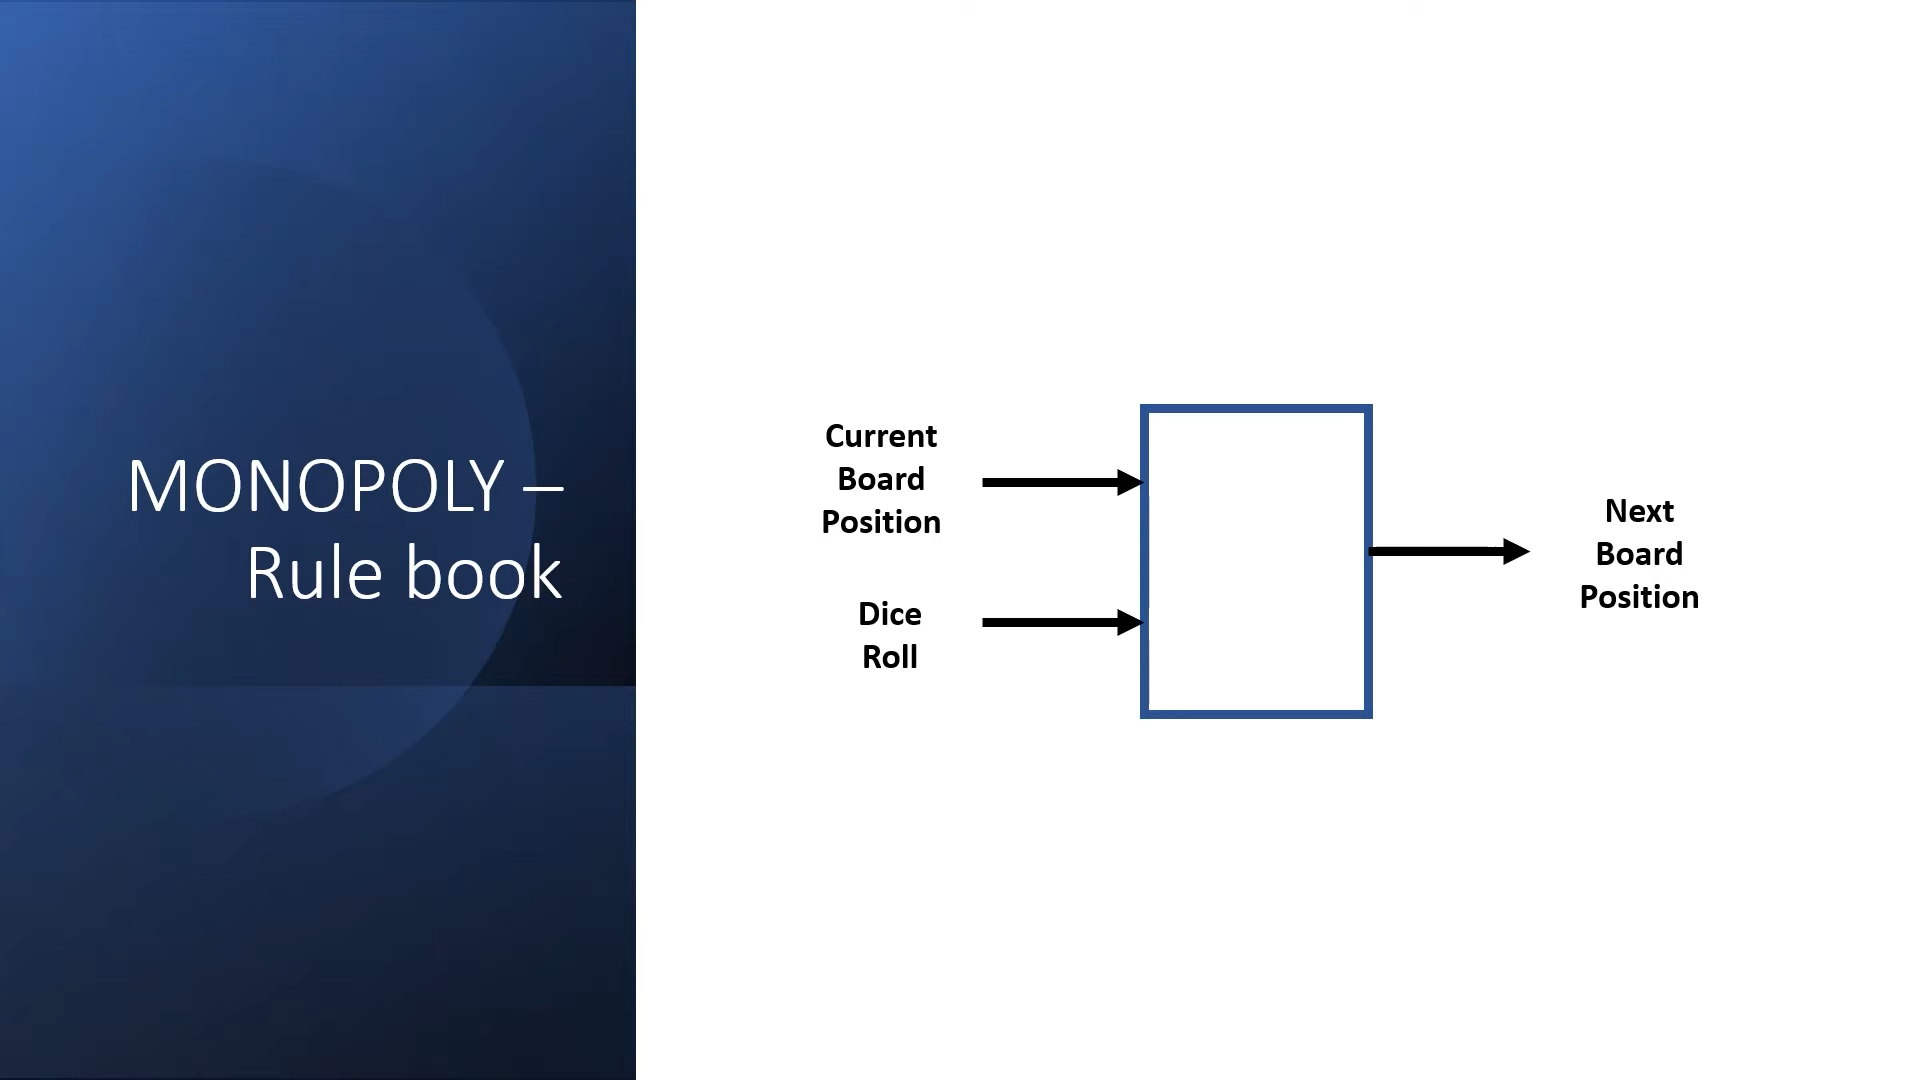 MONOPOLY –
Rule book
Current
Board
Position
Dice
Roll
Next
Board
Position